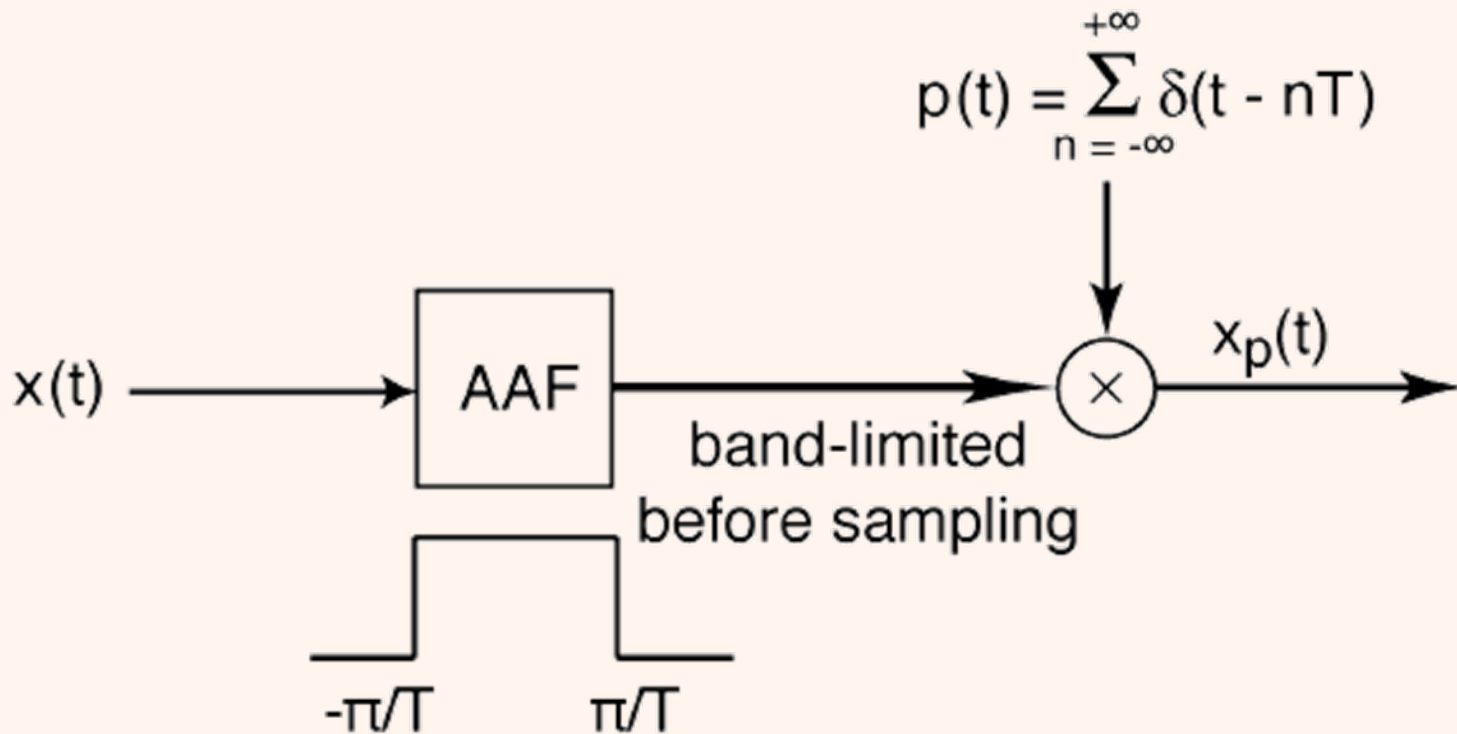 +∞
p(t) = Σ δ(t - nT)
n = -∞
x(t)
AAF
xp(t)
band-limited
before sampling
-π/T
π/T